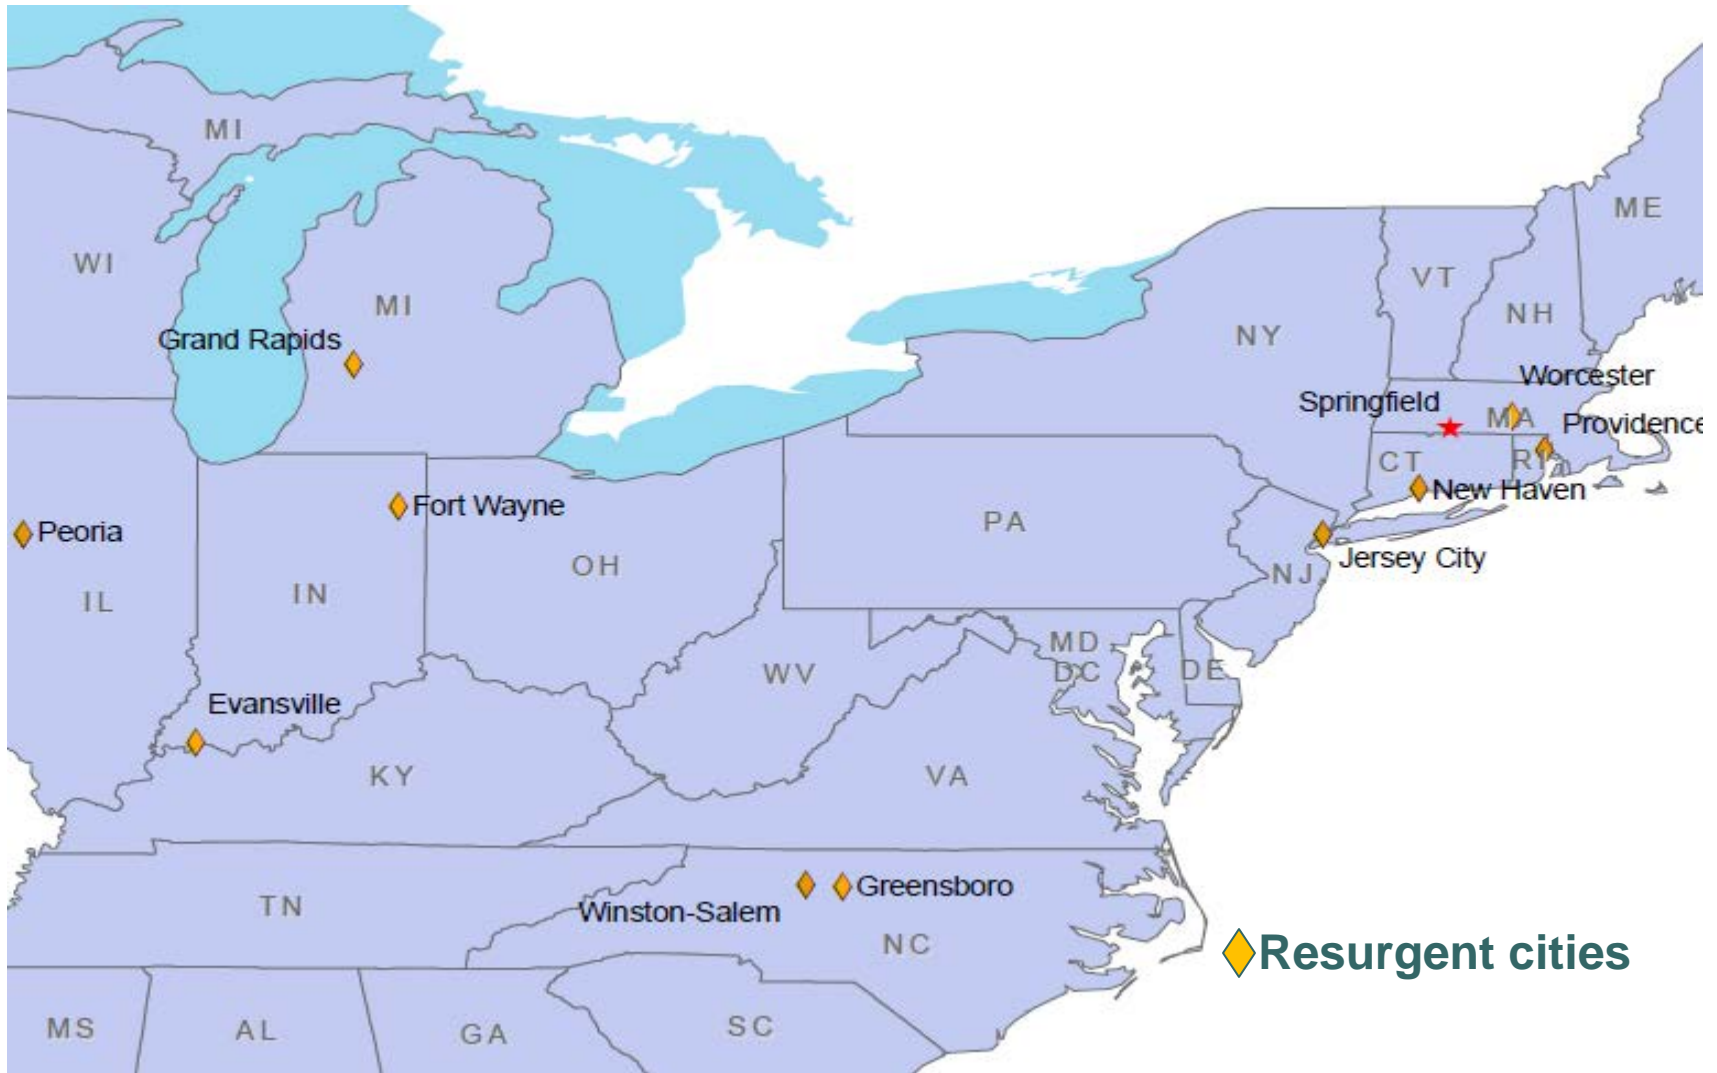 MI
ME
WI
VT
MI
NH
NY
Grand Rapids
Worcester
Springfield
MA
Providence
CT
RI
New Haven
Fort Wayne
Peoria
PA
Jersey City
OH
NJ
IN
IL
MD
DC
DE
WV
Evansville
KY
VA
Greensboro
TN
Winston-Salem
NC
Resurgent cities
MS
AL
GA
SC